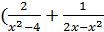 (2/(x²−4) + 1/(2x−x²)